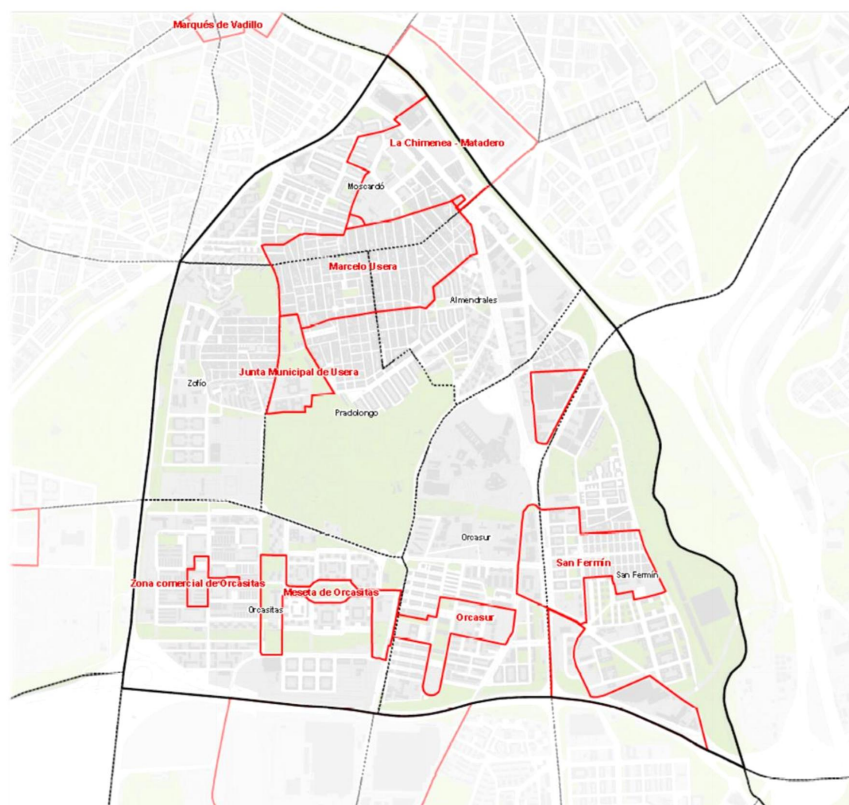 Marqués de Vadillo
La Chimenea - Matadero
Moscardó
Marcelo Usera
Almendrales
Junta Municipal de Usera
Zofío
Pradolongo
Orcasur
San Fermín
San Fermín
Zona comercial de Orcasitas
Meseta de Orcasitas
Orcasitas
Orcasur